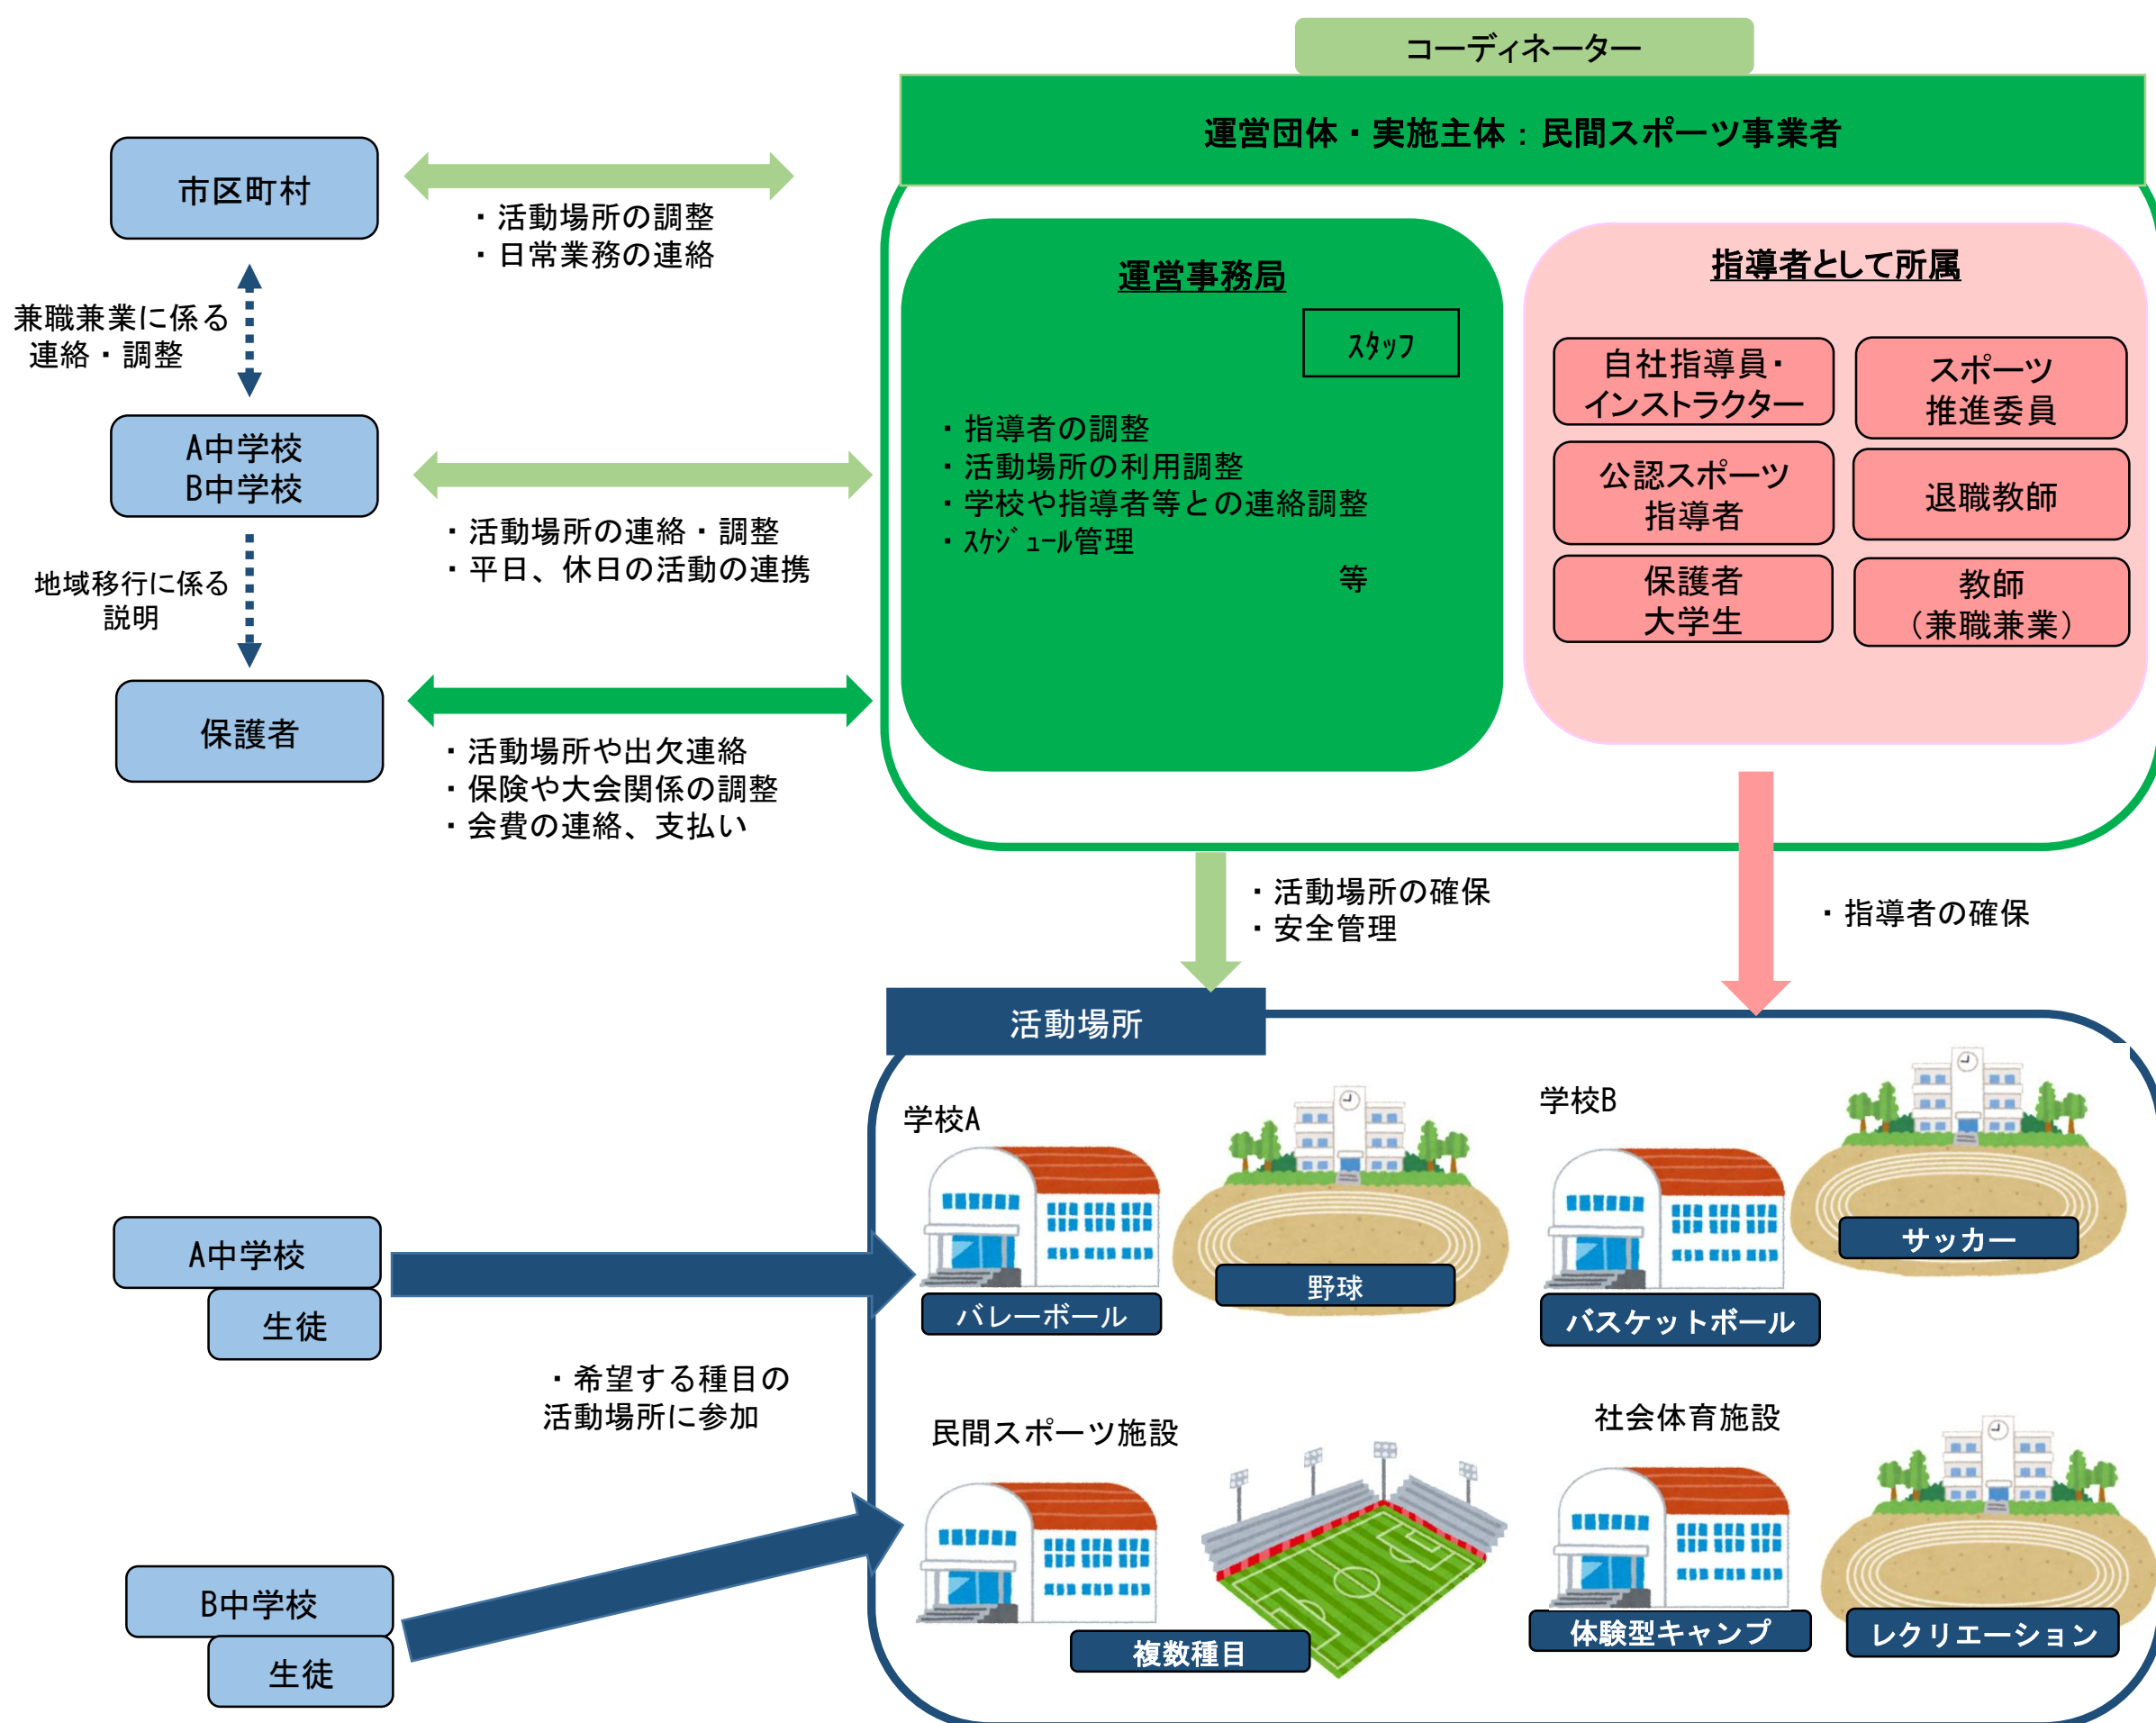 コーディネーター
運営団体・実施主体：民間スポーツ事業者
市区町村
・活動場所の調整
・日常業務の連絡
兼職兼業に係る
連絡・調整
A中学校
B中学校
・活動場所の連絡・調整
・平日、休日の活動の連携
地域移行に係る
説明
保護者
・活動場所や出欠連絡
・保険や大会関係の調整
・会費の連絡、支払い
運営事務局
ｽﾀｯﾌ
・指導者の調整
・活動場所の利用調整
・学校や指導者等との連絡調整
・ｽｹｼﾞｭｰﾙ管理
等
指導者として所属
自社指導員・
インストラクター
スポーツ
推進委員
公認スポーツ
指導者
退職教師
保護者
大学生
教師
（兼職兼業）
・活動場所の確保
・安全管理
・指導者の確保
活動場所
学校A
バレーボール
野球
学校B
バスケットボール
サッカー
A中学校
生徒
・希望する種目の
活動場所に参加
B中学校
生徒
民間スポーツ施設
複数種目
社会体育施設
体験型キャンプ
レクリエーション